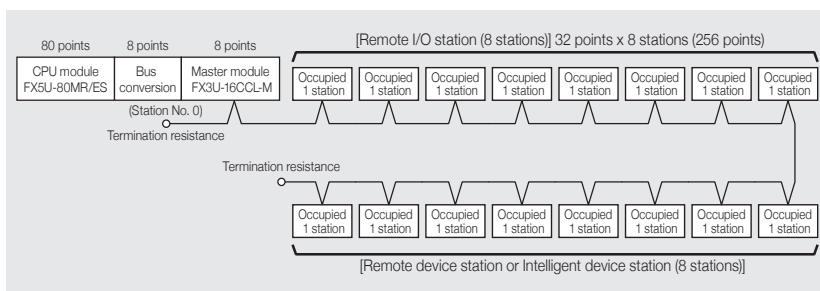 [Remote I/O station (8 stations)] 32 points x 8 stations (256 points)
80 points 8 points 8 points
CPU module
FX5U-80MR/ES
Bus
conversion
Master module
FX3U-16CCL-M
Occupied
1 station
Occupied
1 station
Occupied
1 station
Occupied
1 station
Occupied
1 station
Occupied
1 station
Occupied
1 station
Occupied
1 station
(Station No. 0)
Termination resistance
Termination resistance
Occupied
1 station
Occupied
1 station
Occupied
1 station
Occupied
1 station
Occupied
1 station
Occupied
1 station
Occupied
1 station
Occupied
1 station
[Remote device station or Intelligent device station (8 stations)]